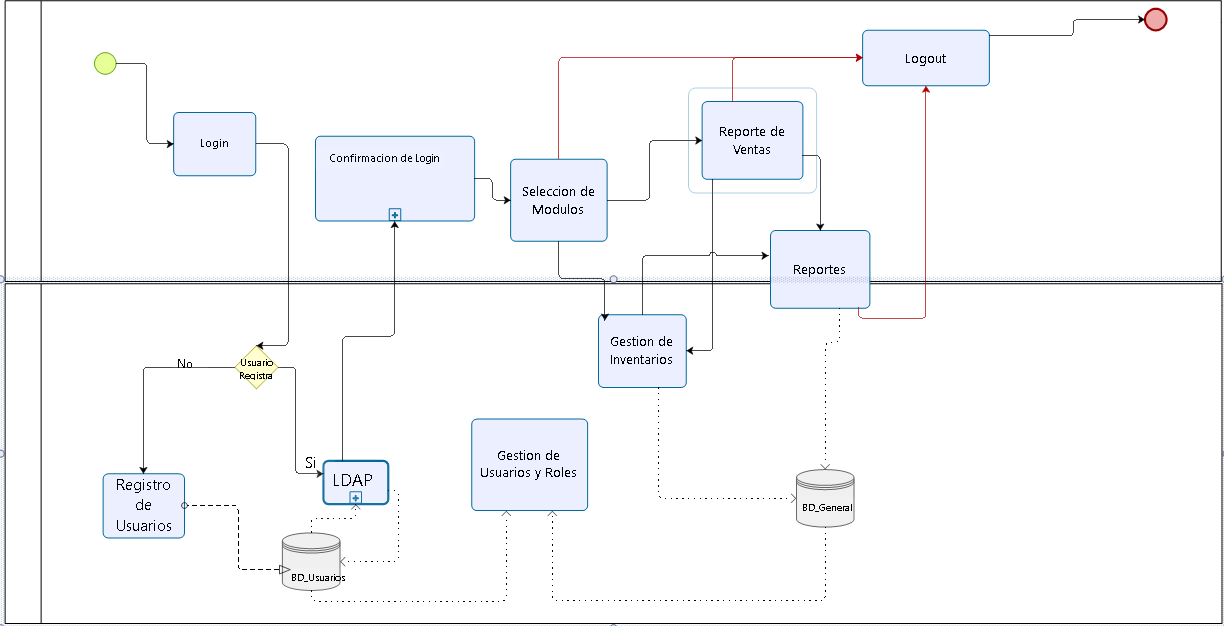 Logout
Login
Confirmacion de Login
Reporte de
Ventas
Seleccion de
Modulos
Reportes
Gestion de
Inventarios
No
Usuario
Registra
Si
LDAP
Gestion de
Usuarios y Roles
Registro
de
Usuarios
BD_General
BD_Usuarios